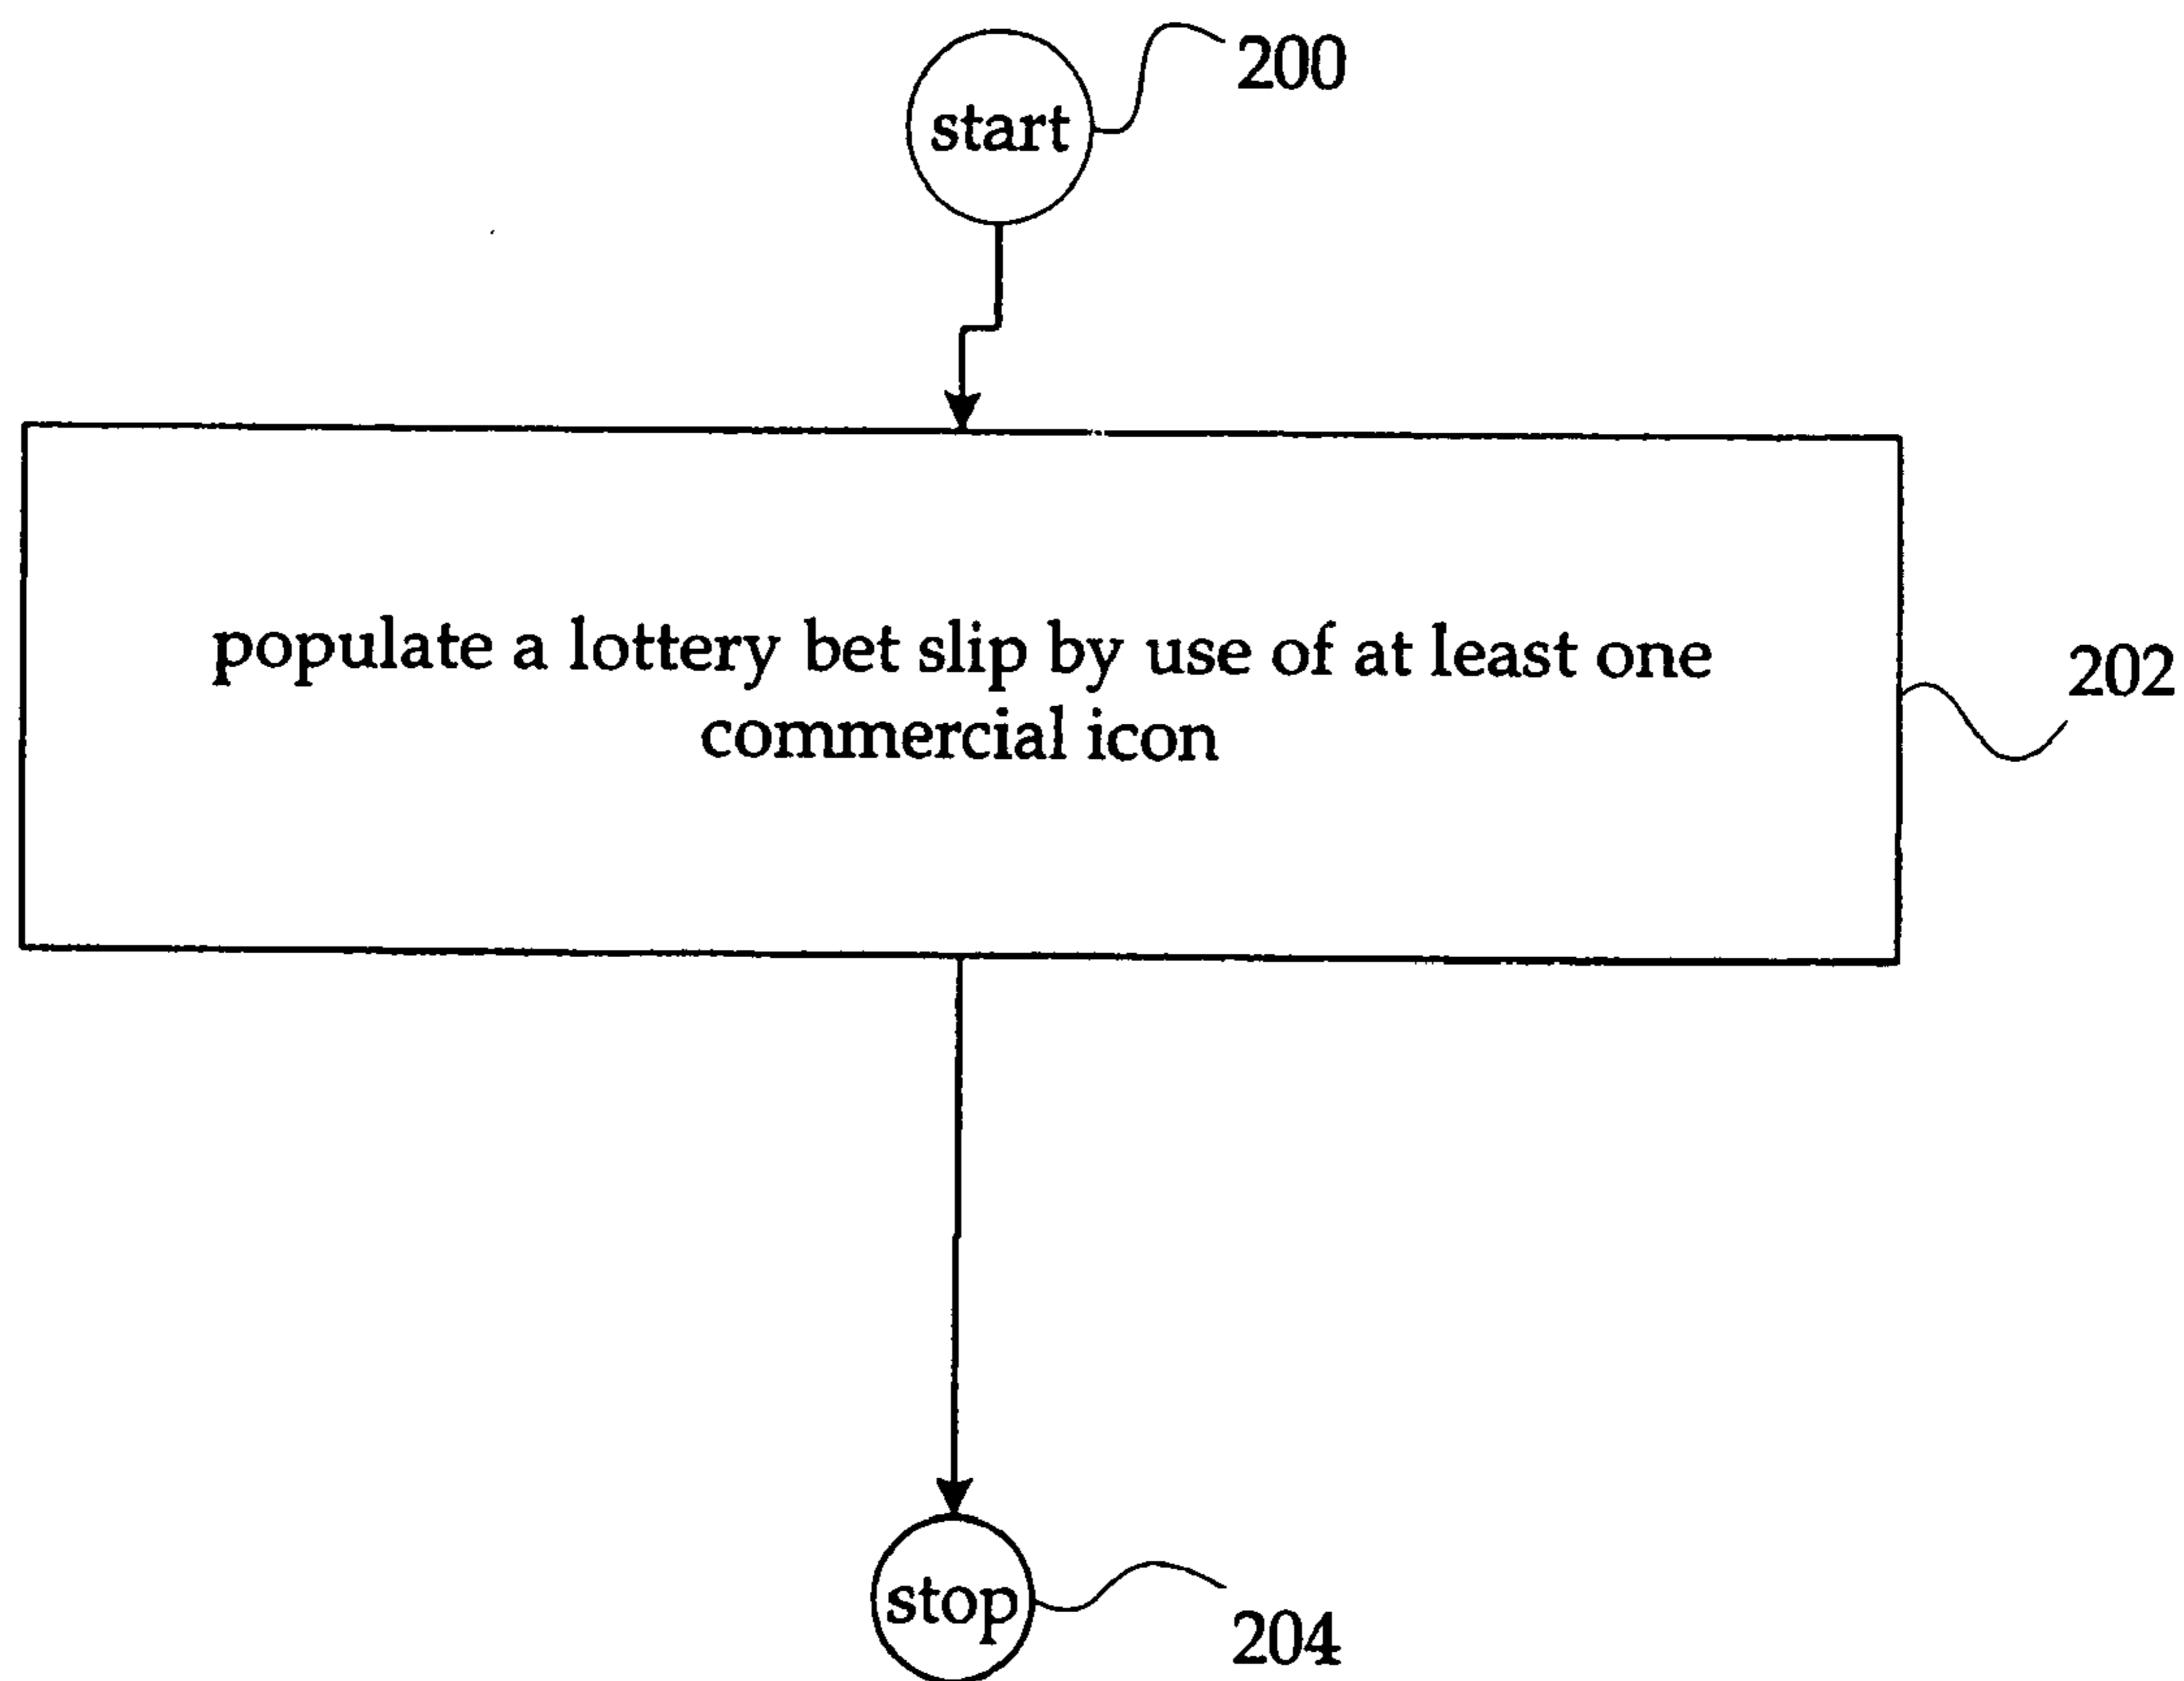 200
start
populate a lottery bet slip by use of at least one
commercial icon
202
stop
204